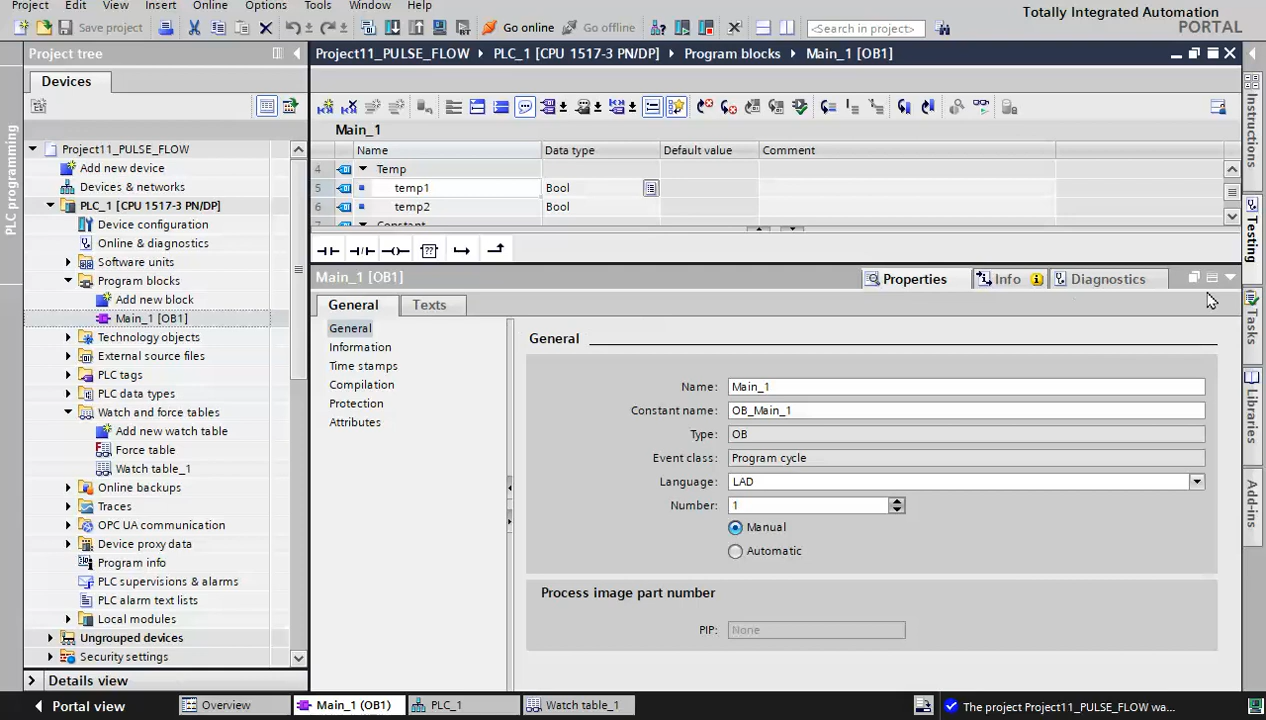 Project Edit View Insert Online Options Tools Window Help
Totally Integrated Automation
PORTAL
Save project
Go online
Go offline
<Search in project>
Project tree
Project11_PULSE_FLOW PLC_1 [CPU 1517-3 PN/DP] Program blocks Main_1 [OB1]
Devices
PLC programming
Project11_PULSE_FLOW
Add new device
Devices & networks
PLC_1 [CPU 1517-3 PN/DP]
Device configuration
Online & diagnostics
Software units
Program blocks
Add new block
Main_1 [OB1]
Technology objects
External source files
PLC tags
PLC data types
Watch and force tables
Add new watch table
Force table
Watch table_1
Online backups
Traces
OPC UA communication
Device proxy data
Program info
PLC supervisions & alarms
PLC alarm text lists
Local modules
Ungrouped devices
Security settings
Details view
Main_1
Name Data type Default value Comment
4 Temp
5 temp1 Bool
6 temp2 Bool
7 Constant
??
Main_1 [OB1]
Properties Info Diagnostics
General Texts
General
Information
Time stamps
Compilation
Protection
Attributes
General
Name: Main_1
Constant name: OB_Main_1
Type: OB
Event class: Program cycle
Language: LAD
Number: 1
Manual
Automatic
Process image part number
PIP: None
Instructions
Testing
Tasks
Libraries
Add-ins
Portal view
Overview
Main_1 (OB1)
PLC_1
Watch table_1
The project Project11_PULSE_FLOW wa...